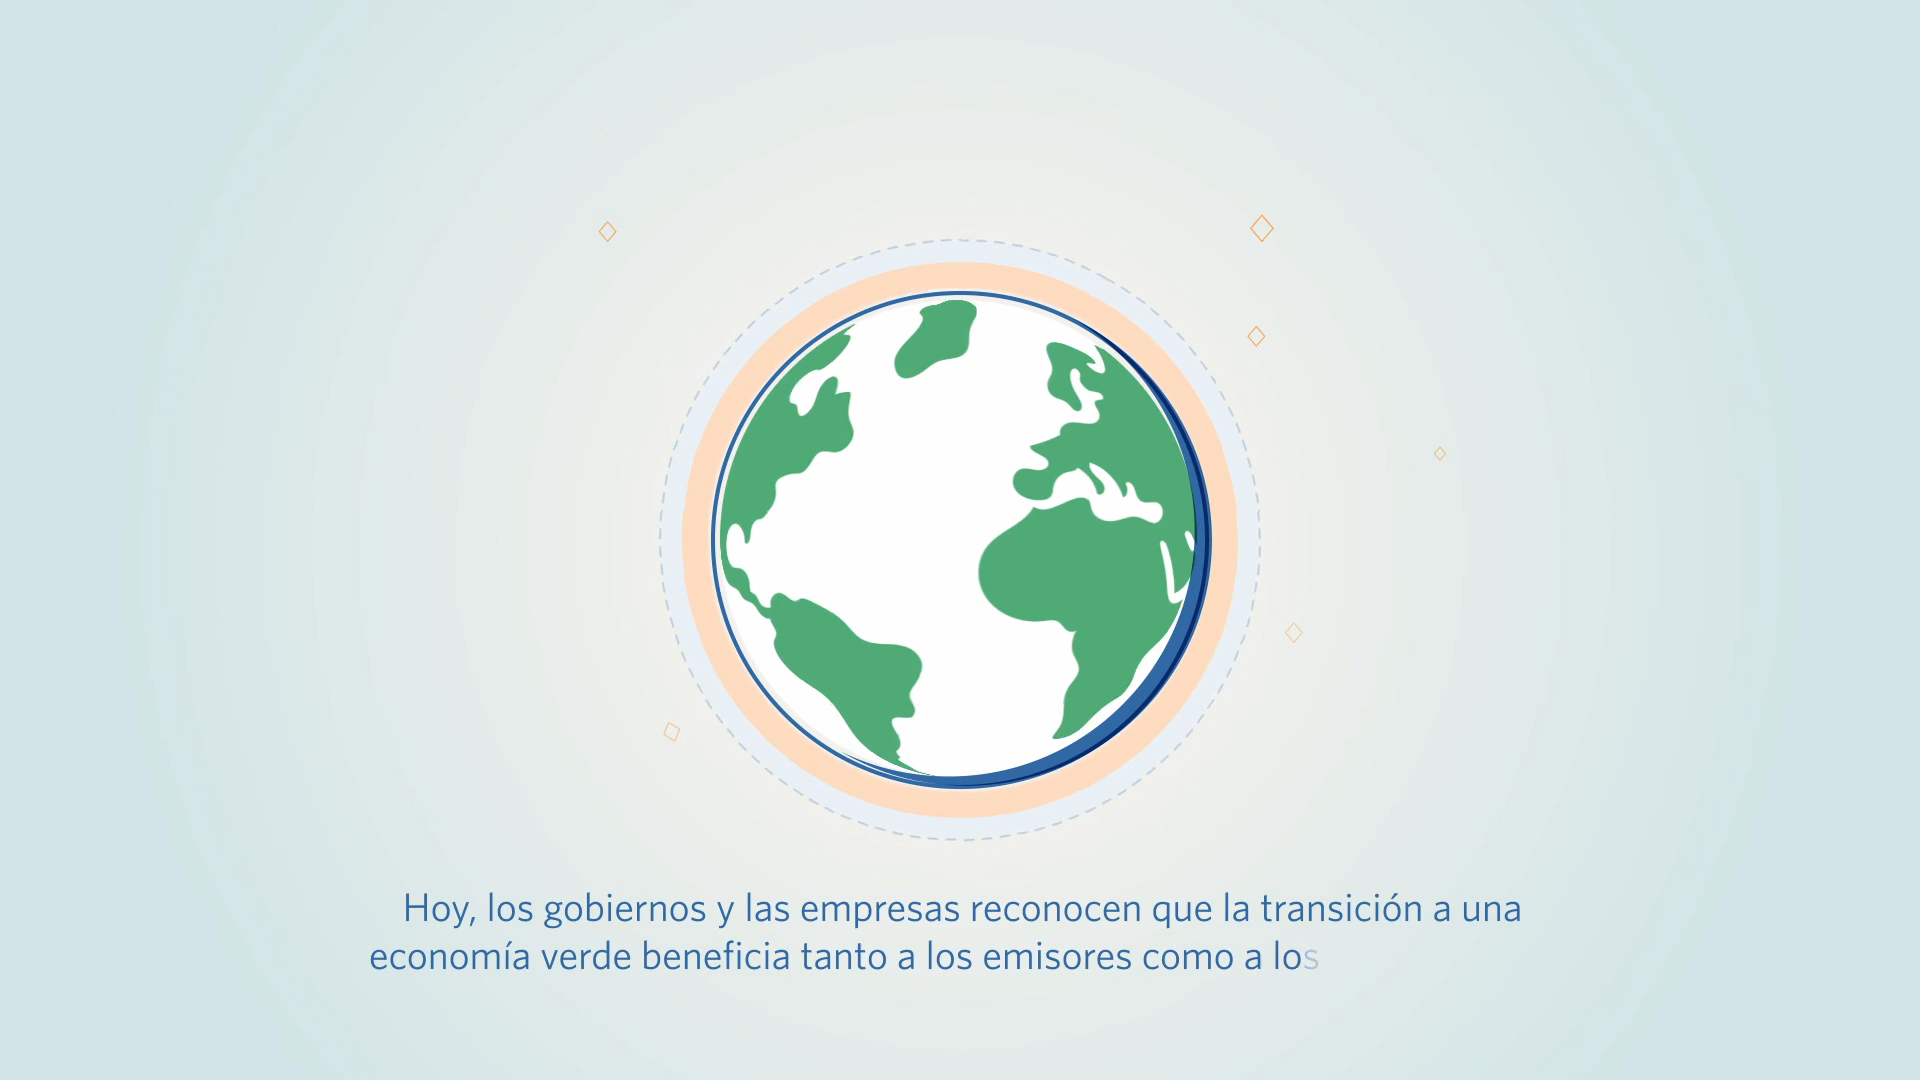 Hoy, los gobiernos y las empresas reconocen que la transición a una
economía verde beneficia tanto a los emisores como a los